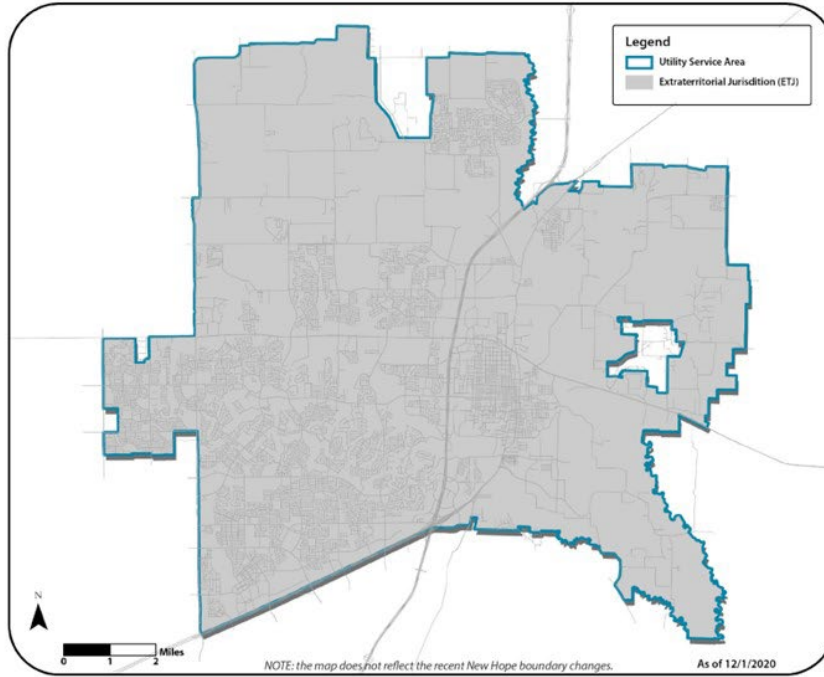 Legend
Utility Service Area
Extraterritorial Jurisdition (ETJ)
N
0 1 2 Miles
NOTE: the map does not reflect the recent New Hope boundary changes.
As of 12/1/2020